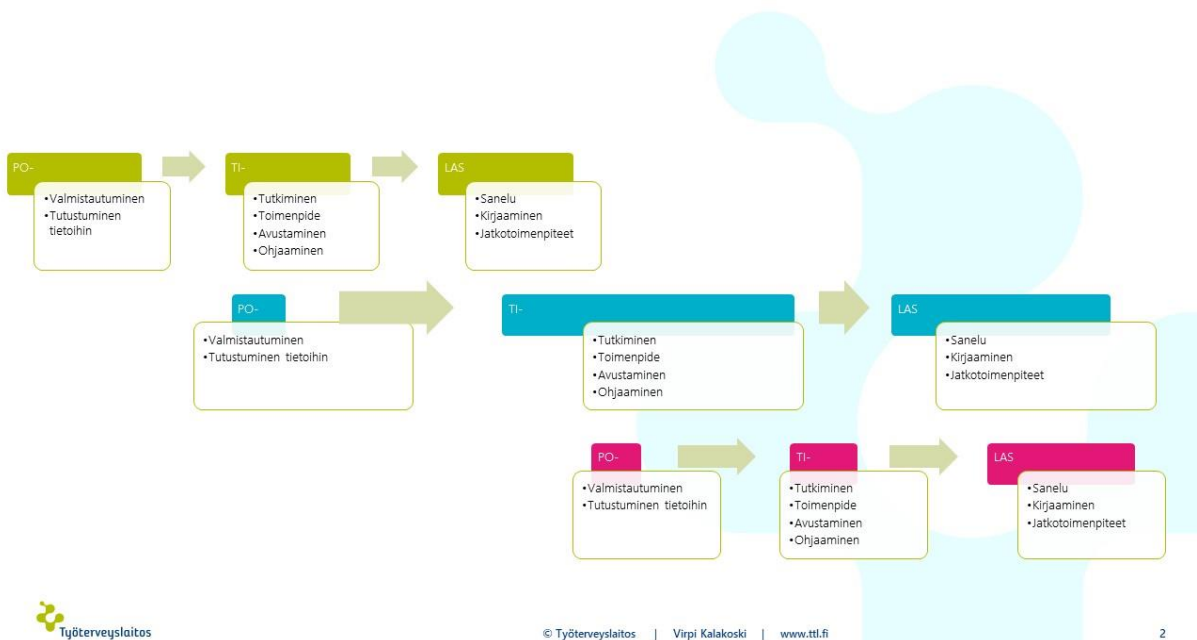 PO-
•Valmistautuminen
•Tutustuminen
tietoihin
TI-
•Tutkiminen
•Toimenpide
•Avustaminen
•Ohjaaminen
LAS
•Sanelu
•Kirjaaminen
•Jatkotoimenpiteet
PO-
•Valmistautuminen
•Tutustuminen tietoihin
TI-
•Tutkiminen
•Toimenpide
•Avustaminen
•Ohjaaminen
LAS
•Sanelu
•Kirjaaminen
•Jatkotoimenpiteet
PO-
•Valmistautuminen
•Tutustuminen tietoihin
TI-
•Tutkiminen
•Toimenpide
•Avustaminen
•Ohjaaminen
LAS
•Sanelu
•Kirjaaminen
•Jatkotoimenpiteet
Työterveyslaitos
© Työterveyslaitos | Virpi Kalakoski | www.ttl.fi
2